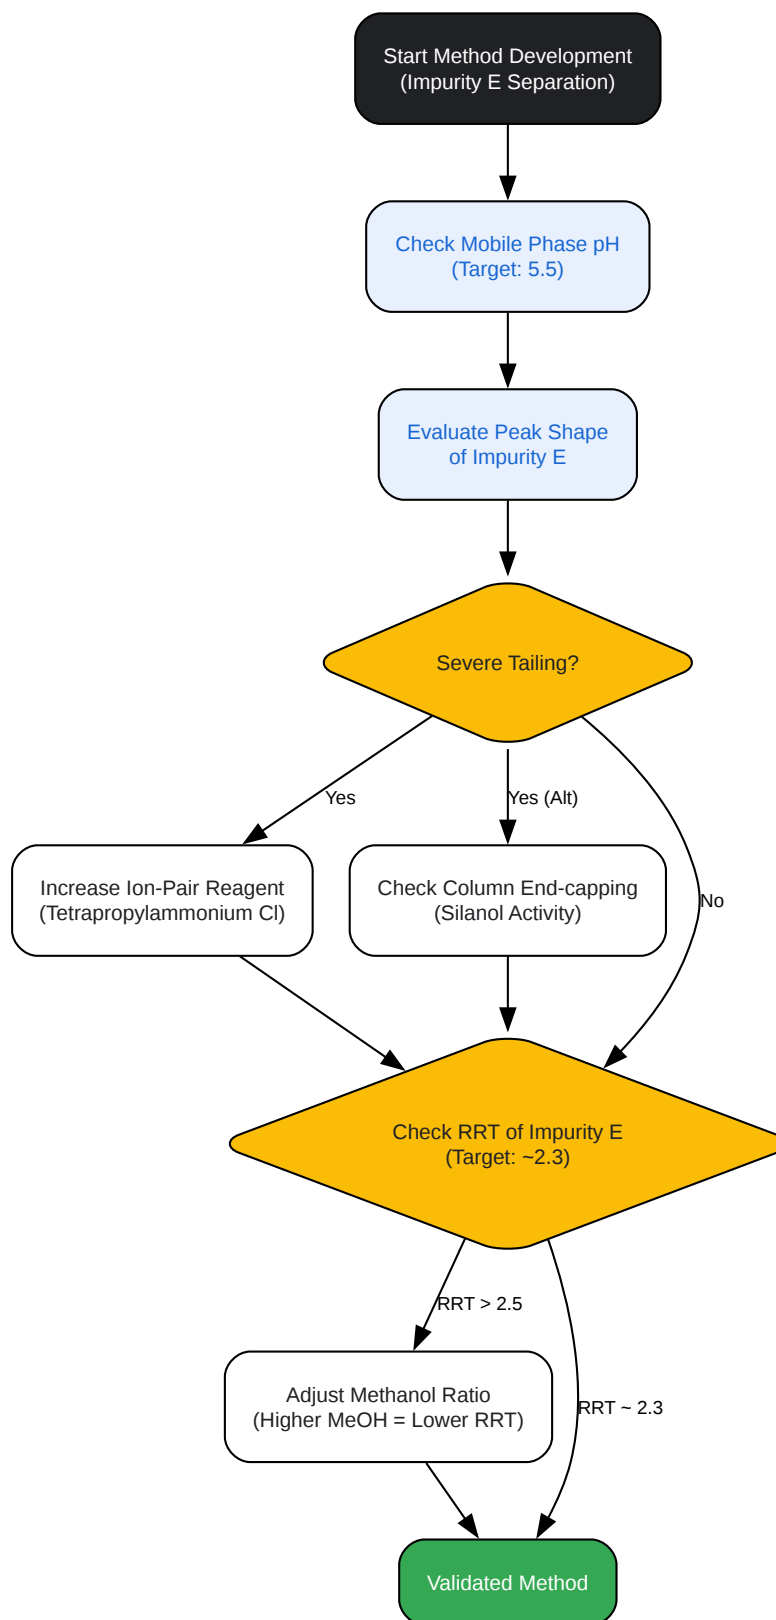 Start Method Development
(Impurity E Separation)
Check Mobile Phase pH
(Target: 5.5)
Evaluate Peak Shape
of Impurity E
Severe Tailing?
Yes
Yes (Alt)
No
Increase Ion-Pair Reagent
(Tetrapropylammonium Cl)
Check Column End-capping
(Silanol Activity)
Check RRT of Impurity E
(Target: ~2.3)
RRT > 2.5
RRT ~ 2.3
Adjust Methanol Ratio
(Higher MeOH = Lower RRT)
Validated Method